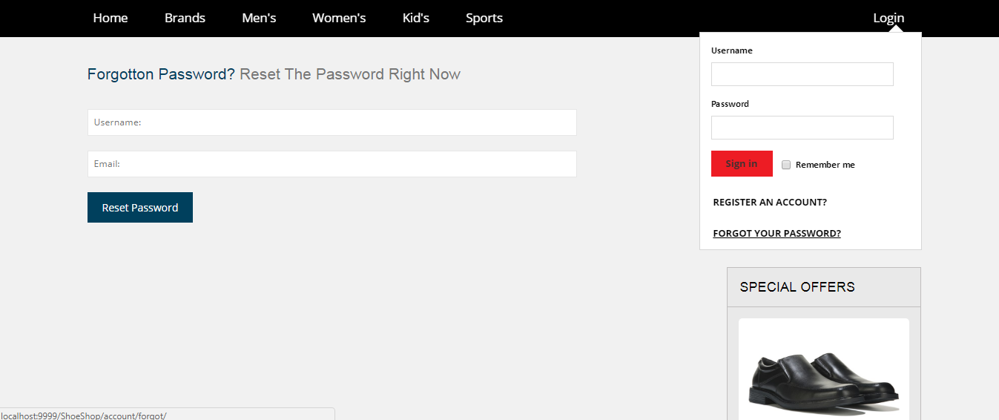 Home Brands Men's Women's Kid's Sports Login
Forgotton Password? Reset The Password Right Now
Username:
Email:
Reset Password
Username
Password
Sign in Remember me
REGISTER AN ACCOUNT?
FORGOT YOUR PASSWORD?
SPECIAL OFFERS
localhost:9999/ShoeShop/account/forgot/